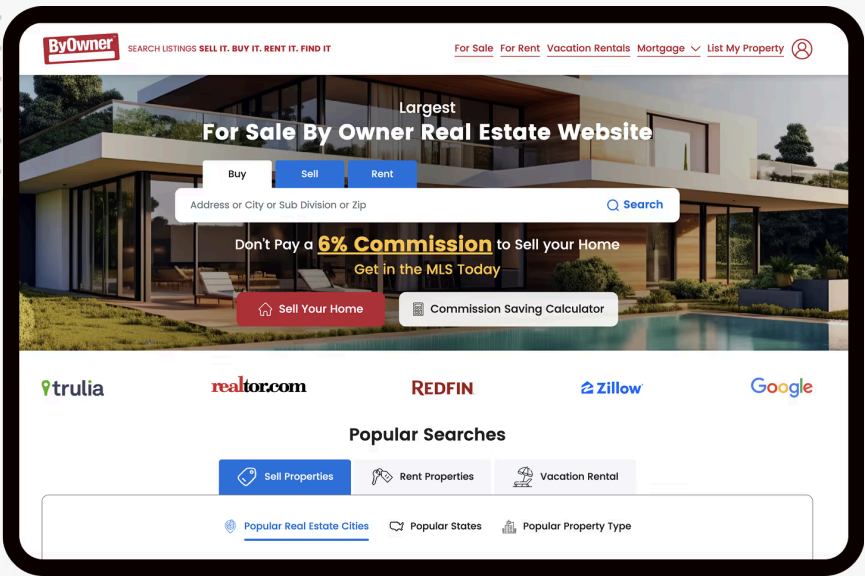 ByOwner
SEARCH LISTINGS SELL IT. BUY IT. RENT IT. FIND IT
For Sale For Rent Vacation Rentals Mortgage List My Property
Largest
For Sale By Owner Real Estate Website
Buy Sell Rent
Address or City or Sub Division or Zip Search
Don't Pay a 6% Commission to Sell your Home
Get in the MLS Today
Sell Your Home Commission Saving Calculator
trulia realtor.com REDFIN Zillow Google
Popular Searches
Sell Properties Rent Properties Vacation Rental
Popular Real Estate Cities Popular States Popular Property Type